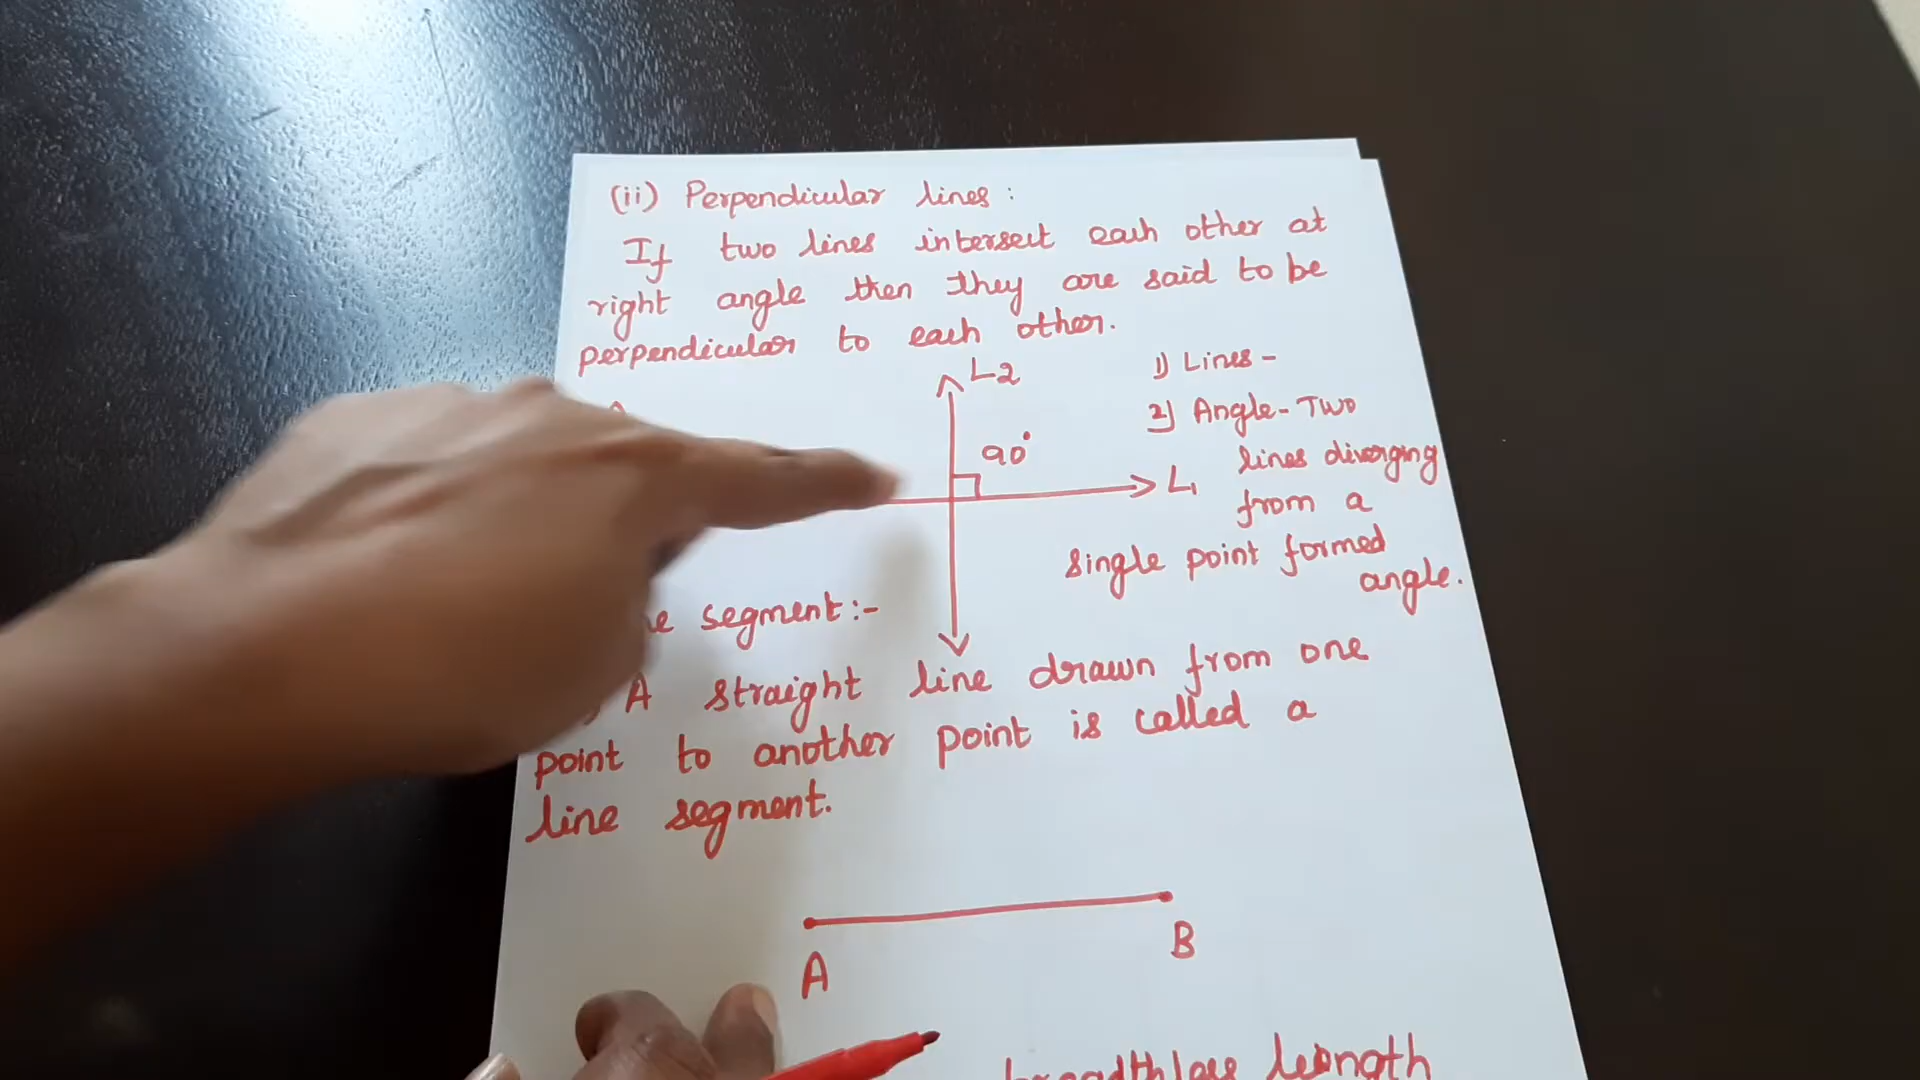 (ii) Perpendicular lines :
If two lines intersect each other at
right angle then they are said to be
perpendicular to each other.
L2
90°
L1
1) Lines -
2) Angle - Two
lines diverging
from a
single point formed
angle.
segment :-
A straight line drawn from one
point to another point is called a
line segment.
A
B
breadthless length